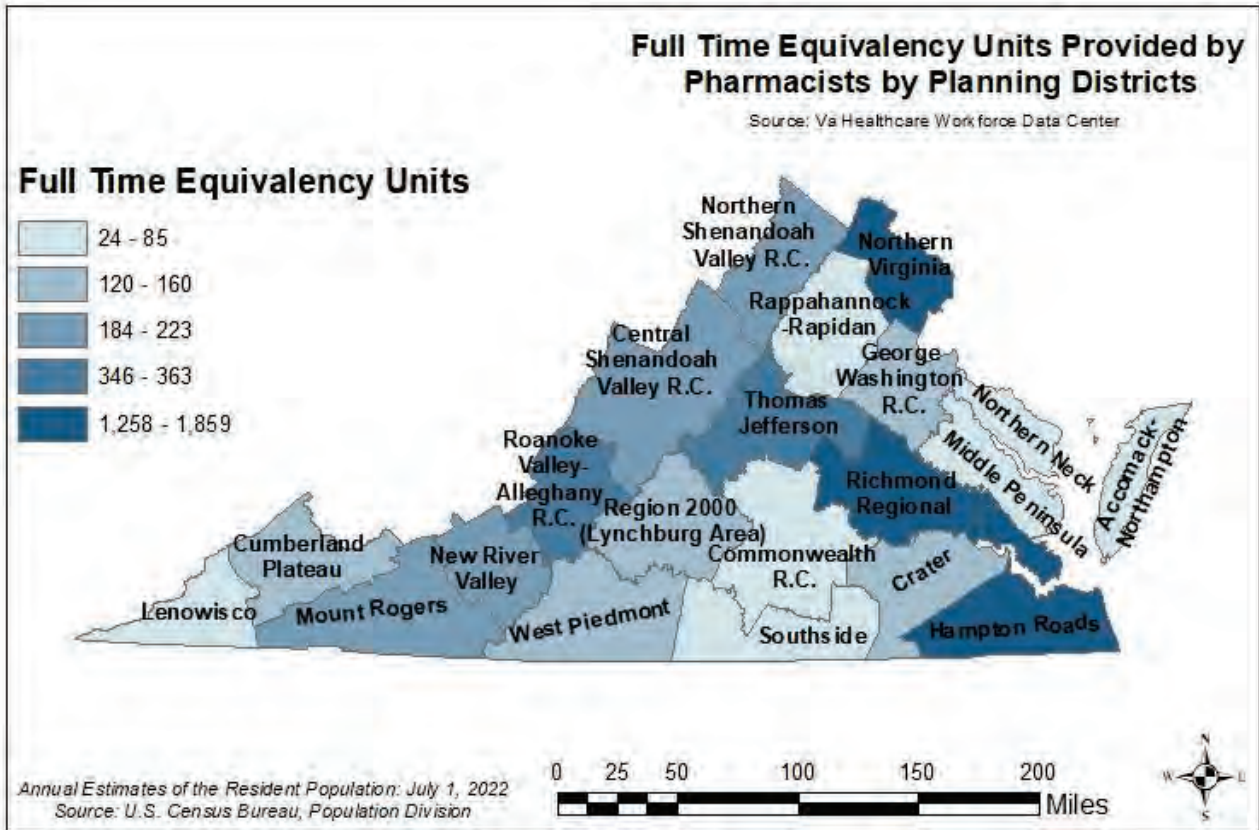 Full Time Equivalency Units Provided by
Pharmacists by Planning Districts
Source: Va Healthcare Workforce Data Center
Full Time Equivalency Units
24 - 85
120 - 160
184 - 223
346 - 363
1,258 - 1,859
Northern
Shenandoah
Valley R.C.
Northern
Virginia
Rappahannock
-Rapidan
Central
Shenandoah
Valley R.C.
George
Washington
R.C.
Northern Neck
Thomas
Jefferson
Middle Peninsula
Accomack-
Northampton
Roanoke
Valley-
Alleghany
R.C.
Richmond
Regional
Region 2000
(Lynchburg Area)
Commonwealth
R.C.
Cumberland
Plateau
New River
Valley
Crater
Lenowisco
Mount Rogers
West Piedmont
Southside
Hampton Roads
Annual Estimates of the Resident Population: July 1, 2022
Source: U.S. Census Bureau, Population Division
0 25 50 100 150 200
Miles
N
W
E
S